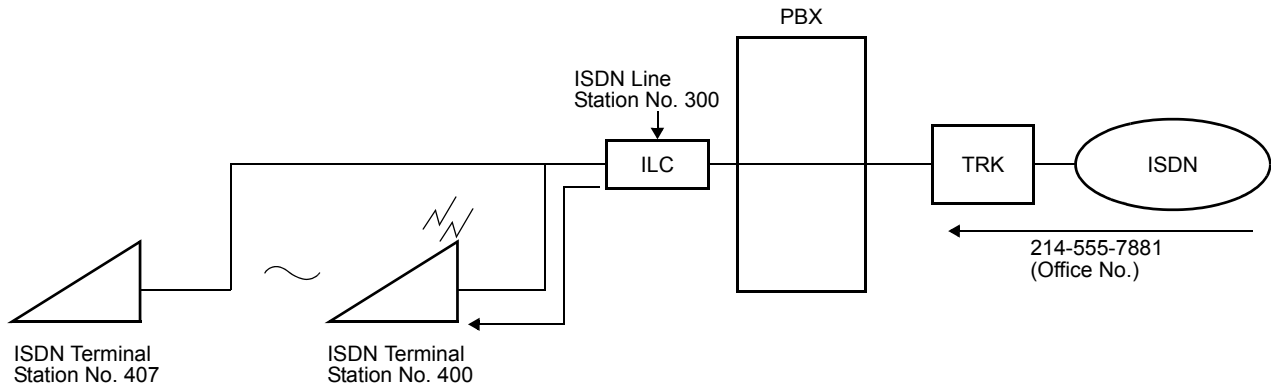 PBX
ISDN Line
Station No. 300
ILC
TRK
ISDN
214-555-7881
(Office No.)
ISDN Terminal
Station No. 407
ISDN Terminal
Station No. 400